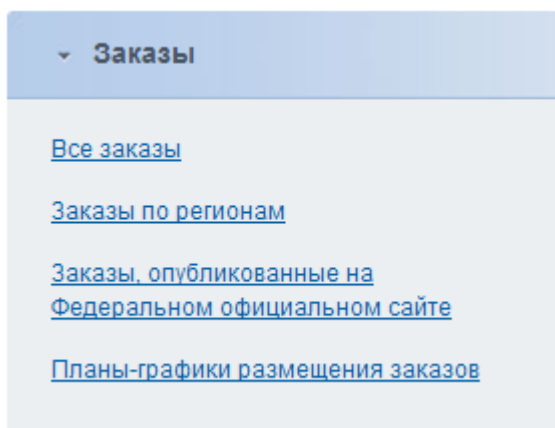 Заказы
Все заказы
Заказы по регионам
Заказы, опубликованные на
Федеральном официальном сайте
Планы-графики размещения заказов